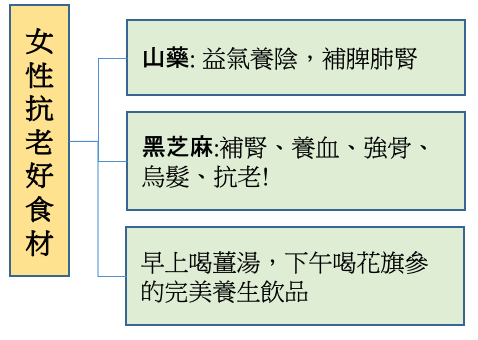 女性抗老好食材
山藥: 益氣養陰，補脾肺腎
黑芝麻:補腎、養血、強骨、
烏髮、抗老!
早上喝薑湯，下午喝花旗參
的完美養生飲品